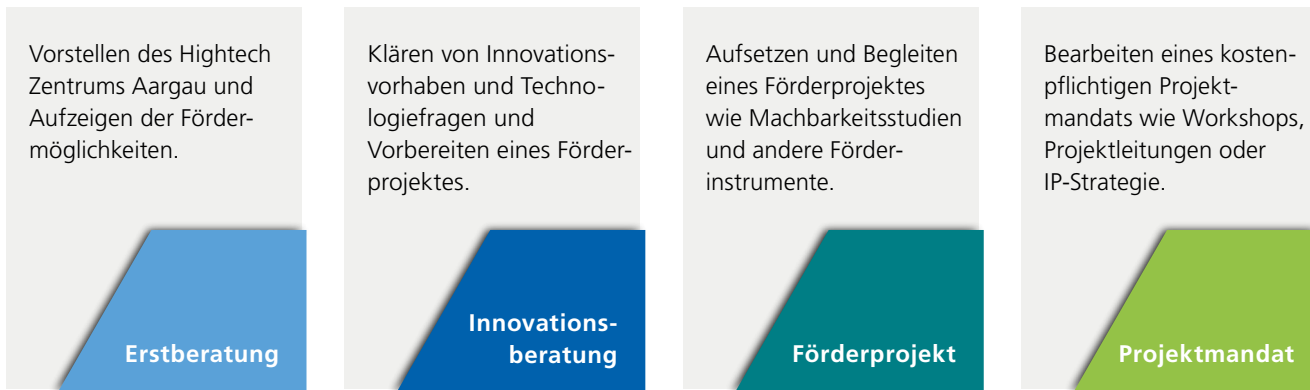 Vorstellen des Hightech
Zentrums Aargau und
Aufzeigen der Förder-
möglichkeiten.
Erstberatung
Klären von Innovations-
vorhaben und Techno-
logiefragen und
Vorbereiten eines Förder-
projektes.
Innovations-
beratung
Aufsetzen und Begleiten
eines Förderprojektes
wie Machbarkeitsstudien
und andere Förder-
instrumente.
Förderprojekt
Bearbeiten eines kosten-
pflichtigen Projekt-
mandats wie Workshops,
Projektleitungen oder
IP-Strategie.
Projektmandat